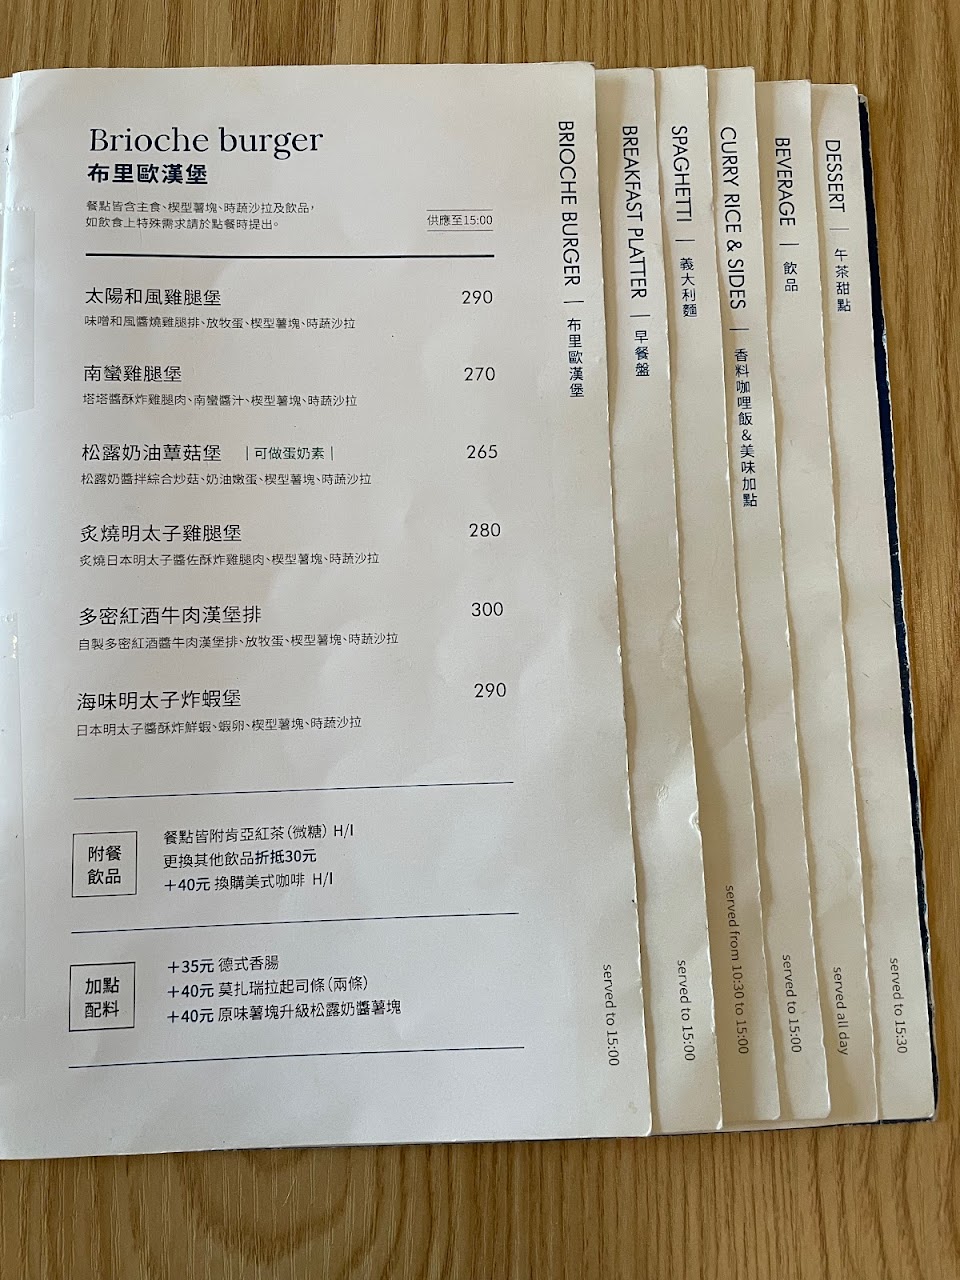 Brioche burger
布里歐漢堡
餐點皆含主食、楔型薯塊、時蔬沙拉及飲品，
如飲食上特殊需求請於點餐時提出。
供應至15:00
太陽和風雞腿堡 290
味噌和風醬燒雞腿排、放牧蛋、楔型薯塊、時蔬沙拉
南蠻雞腿堡 270
塔塔醬酥炸雞腿肉、南蠻醬汁、楔型薯塊、時蔬沙拉
松露奶油蕈菇堡 |可做蛋奶素| 265
松露奶醬拌綜合炒菇、奶油嫩蛋、楔型薯塊、時蔬沙拉
炙燒明太子雞腿堡 280
炙燒日本明太子醬佐酥炸雞腿肉、楔型薯塊、時蔬沙拉
多密紅酒牛肉漢堡排 300
自製多密紅酒醬牛肉漢堡排、放牧蛋、楔型薯塊、時蔬沙拉
海味明太子炸蝦堡 290
日本明太子醬酥炸鮮蝦、蝦卵、楔型薯塊、時蔬沙拉
附餐
飲品
餐點皆附肯亞紅茶（微糖）H/I
更換其他飲品折抵30元
＋40元 換購美式咖啡 H/I
加點
配料
＋35元 德式香腸
＋40元 莫扎瑞拉起司條（兩條）
＋40元 原味薯塊升級松露奶醬薯塊
BRIOCHE BURGER | 布里歐漢堡
served to 15:00
BREAKFAST PLATTER | 早餐盤
served to 15:00
SPAGHETTI | 義大利麵
served from 10:30 to 15:00
CURRY RICE & SIDES | 香料咖哩飯&美味加點
served to 15:00
BEVERAGE | 飲品
served all day
DESSERT | 午茶甜點
served to 15:30